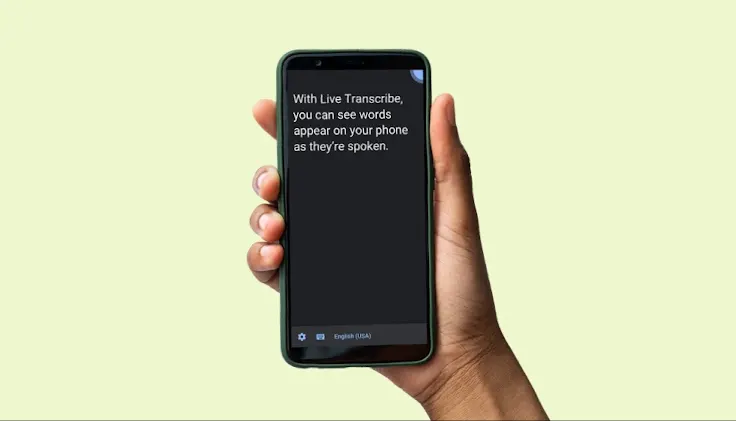 With Live Transcribe,
you can see words
appear on your phone
as they're spoken.
English (USA)